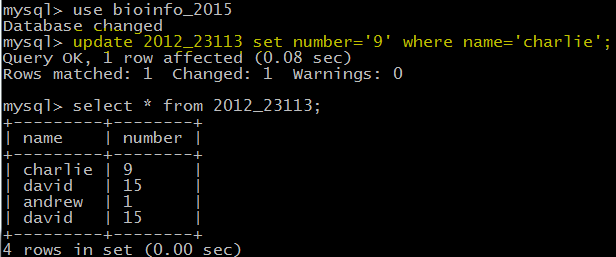 mysql> use bioinfo_2015
Database changed
mysql> update 2012_23113 set number='9' where name='charlie';
Query OK, 1 row affected (0.08 sec)
Rows matched: 1  Changed: 1  Warnings: 0

mysql> select * from 2012_23113;
+---------+--------+
| name    | number |
+---------+--------+
| charlie | 9      |
| david   | 15     |
| andrew  | 1      |
| david   | 15     |
+---------+--------+
4 rows in set (0.00 sec)